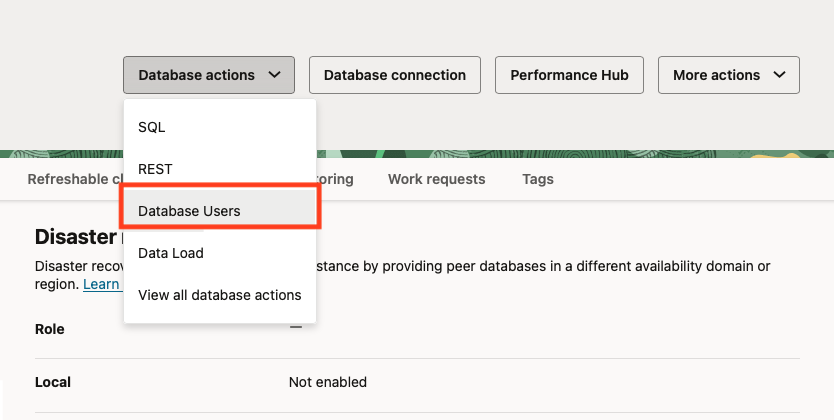 Database actions
Database connection
Performance Hub
More actions
SQL
REST
Refreshable
toring
Work requests
Tags
Database Users
Disaster
Data Load
Disaster
stance by providing peer databases in a different availability domain or
region. Learn
View all database actions
Role
—
Local
Not enabled